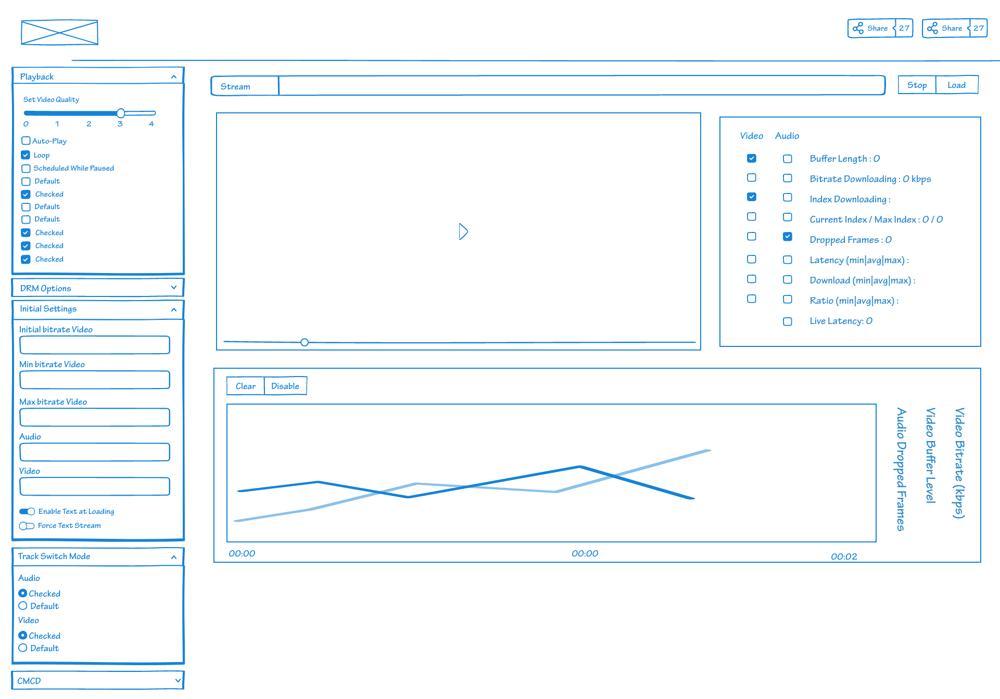 Share 27
Share 27
Playback
Set Video Quality
0 1 2 3 4
Auto-Play
Loop
Scheduled While Paused
Default
Checked
Default
Default
Checked
Checked
Checked
DRM Options
Initial Settings
Initial bitrate Video
Min bitrate Video
Max bitrate Video
Audio
Video
Enable Text at Loading
Force Text Stream
Track Switch Mode
Audio
Checked
Default
Video
Checked
Default
CMCD
Stream
Stop Load
Video Audio
Buffer Length : 0
Bitrate Downloading : 0 kbps
Index Downloading :
Current Index / Max Index : 0 / 0
Dropped Frames : 0
Latency (min|avg|max) :
Download (min|avg|max) :
Ratio (min|avg|max) :
Live Latency: 0
Clear Disable
Audio Dropped Frames
Video Buffer Level
Video Bitrate (kbps)
00:00 00:00 00:02